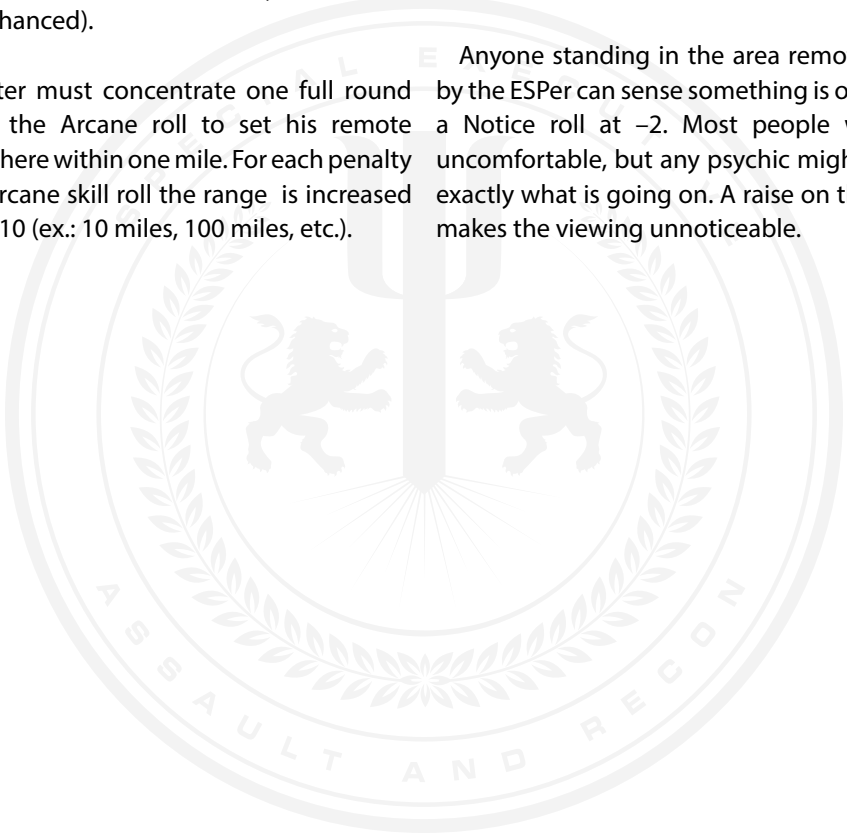 hanced).
ter must concentrate one full round
the Arcane roll to set his remote
here within one mile. For each penalty
rcane skill roll the range is increased
10 (ex.: 10 miles, 100 miles, etc.).
Anyone standing in the area remo
by the ESPer can sense something is o
a Notice roll at –2. Most people w
uncomfortable, but any psychic migh
exactly what is going on. A raise on t
makes the viewing unnoticeable.
SPECIAL
ASSAULT AND RECON